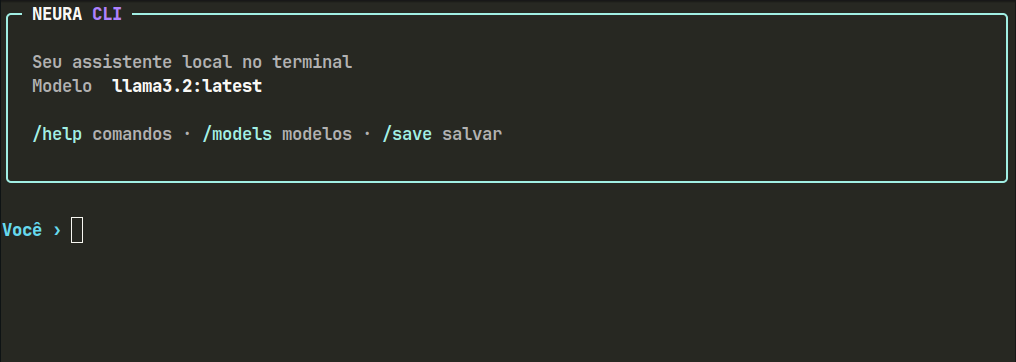 NEURA CLI
Seu assistente local no terminal
Modelo  llama3.2:latest
/help comandos · /models modelos · /save salvar
Você ›